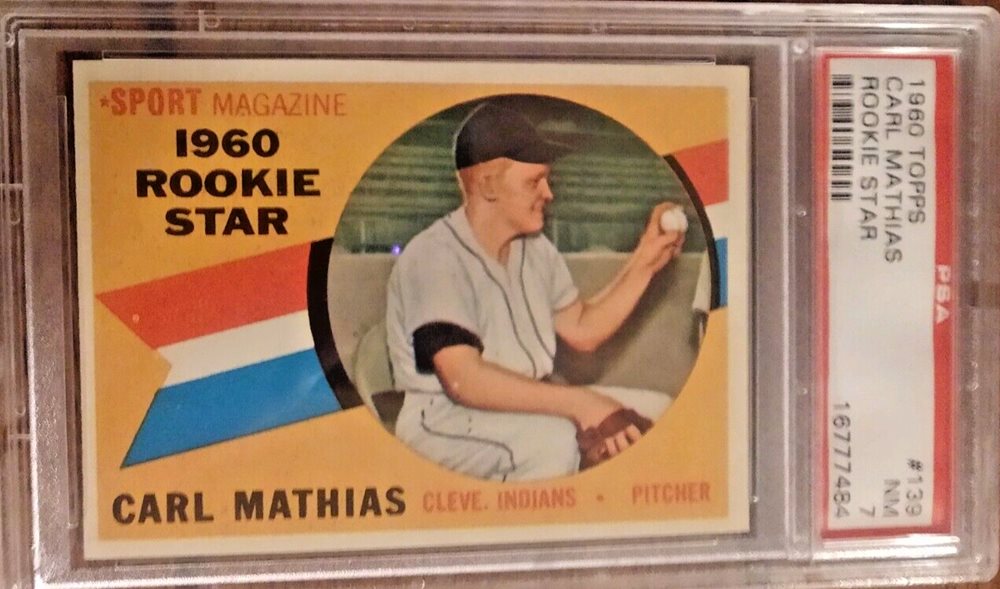 ★SPORT MAGAZINE
1960
ROOKIE
STAR
CARL MATHIAS CLEVE. INDIANS • PITCHER
1960 TOPPS #139
CARL MATHIAS NM
ROOKIE STAR 7
PSA 16777484